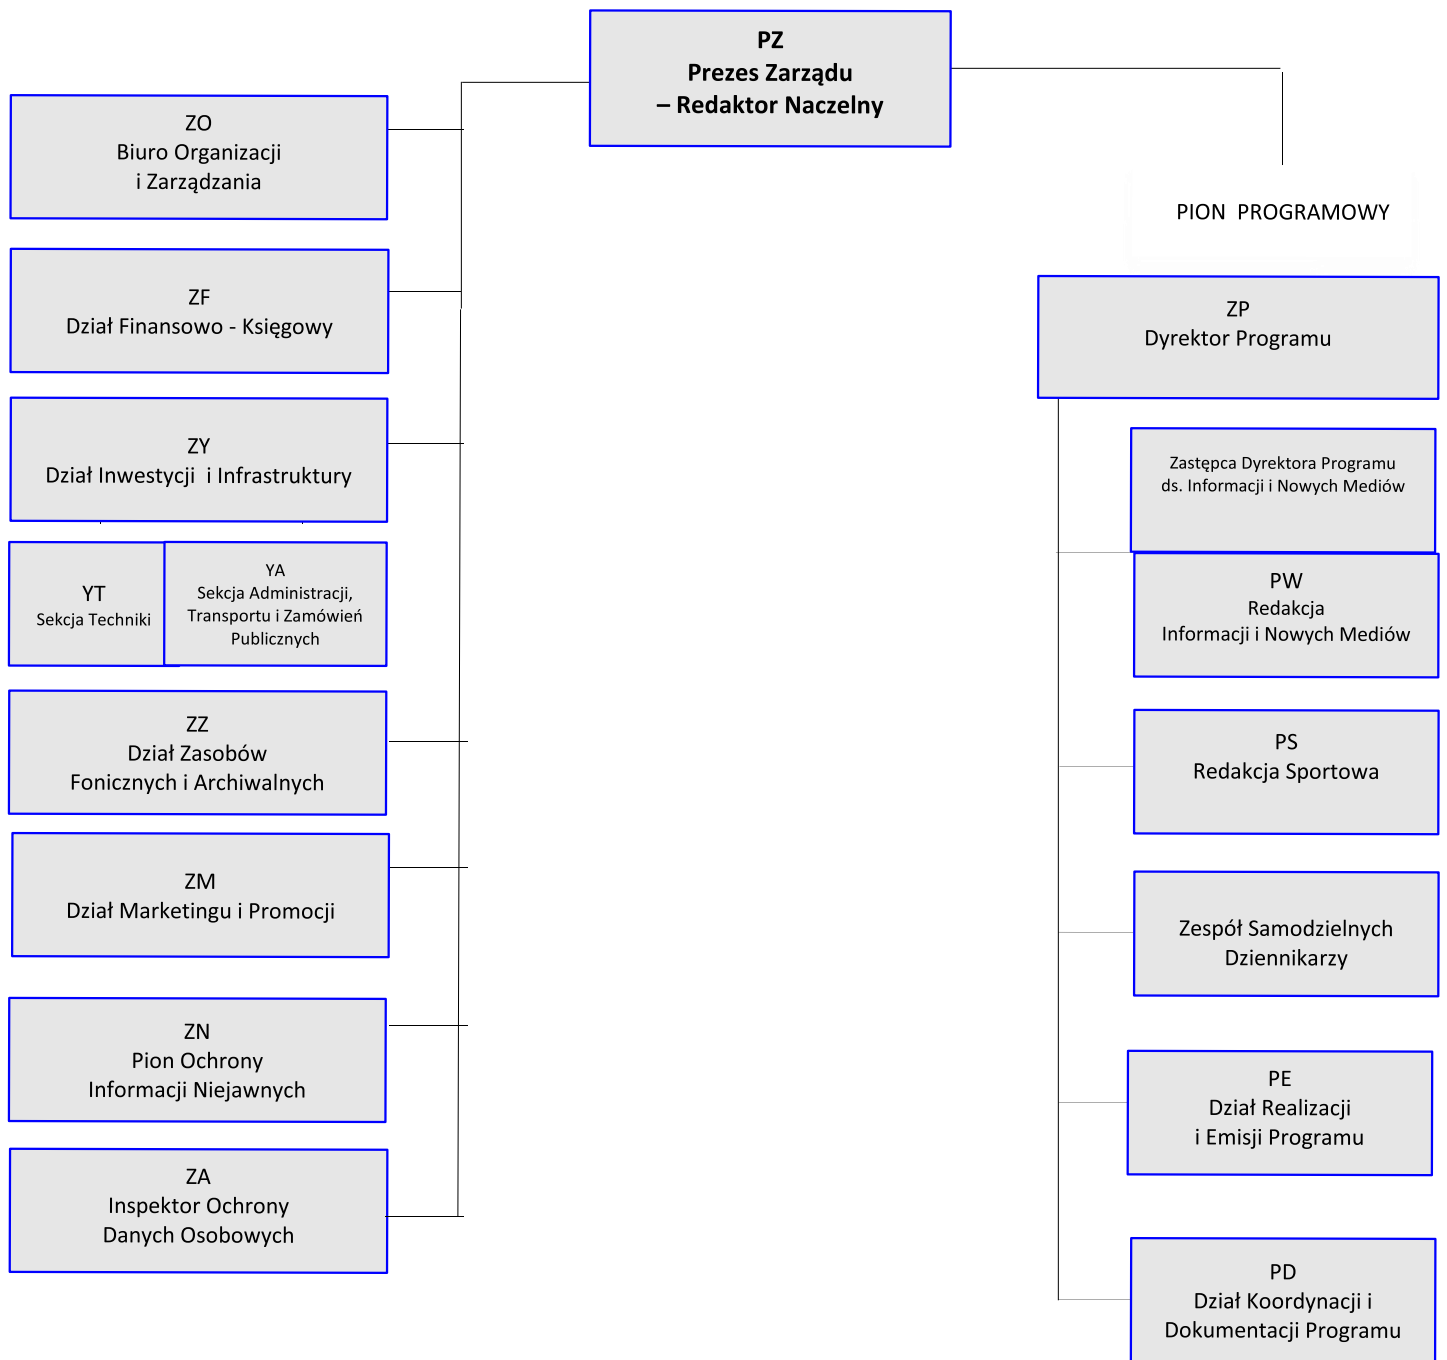 PZ
Prezes Zarządu
– Redaktor Naczelny
ZO
Biuro Organizacji
i Zarządzania
ZF
Dział Finansowo - Księgowy
ZY
Dział Inwestycji i Infrastruktury
YT
Sekcja Techniki
YA
Sekcja Administracji,
Transportu i Zamówień
Publicznych
ZZ
Dział Zasobów
Fonicznych i Archiwalnych
ZM
Dział Marketingu i Promocji
ZN
Pion Ochrony
Informacji Niejawnych
ZA
Inspektor Ochrony
Danych Osobowych
PION PROGRAMOWY
ZP
Dyrektor Programu
Zastępca Dyrektora Programu
ds. Informacji i Nowych Mediów
PW
Redakcja
Informacji i Nowych Mediów
PS
Redakcja Sportowa
Zespół Samodzielnych
Dziennikarzy
PE
Dział Realizacji
i Emisji Programu
PD
Dział Koordynacji i
Dokumentacji Programu